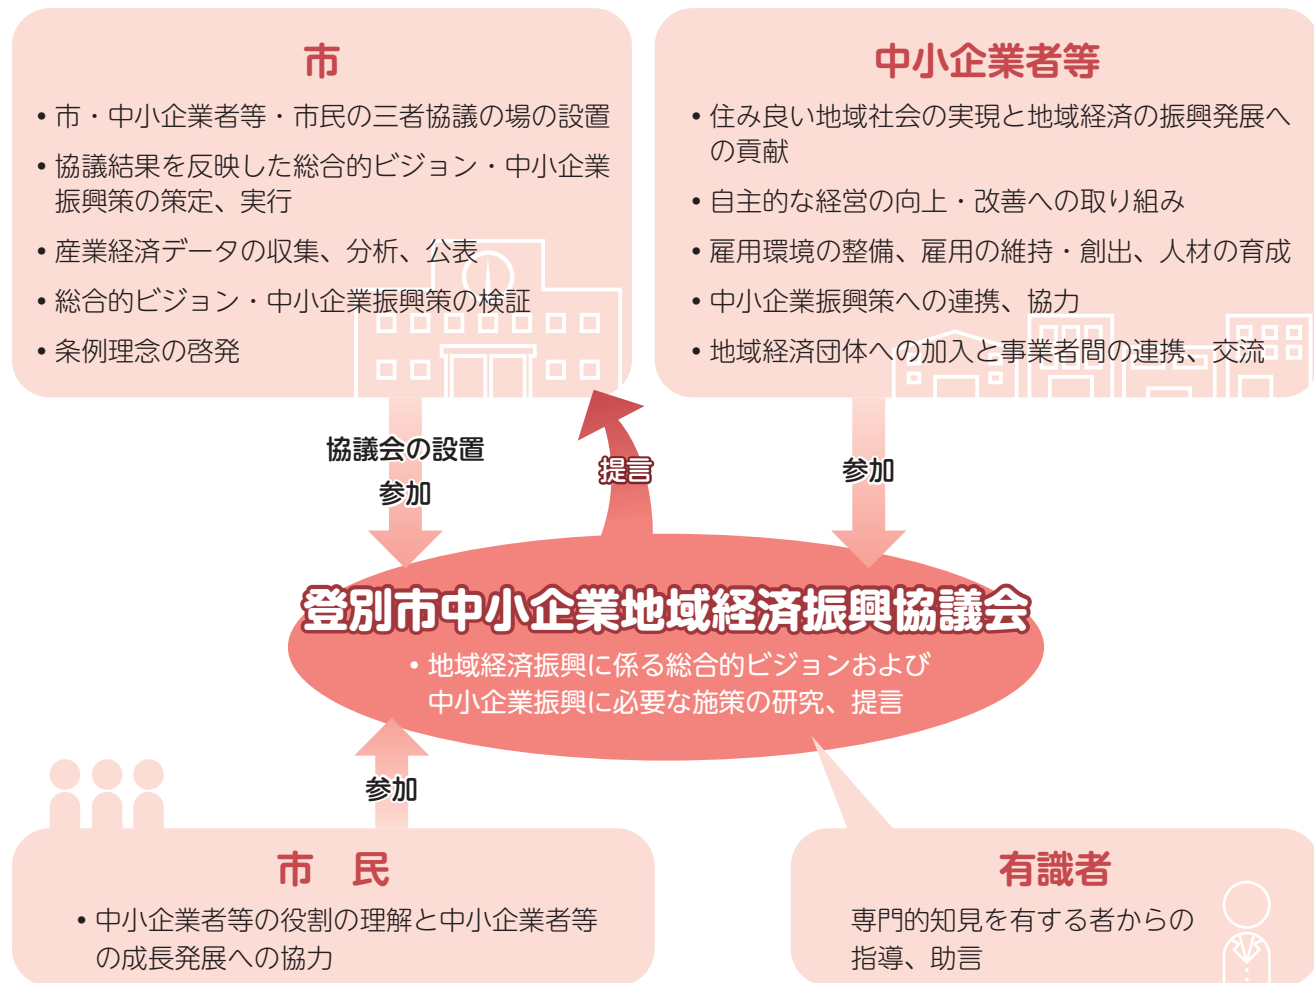 市
• 市・中小企業者等・市民の三者協議の場の設置
• 協議結果を反映した総合的ビジョン・中小企業
振興策の策定、実行
• 産業経済データの収集、分析、公表
• 総合的ビジョン・中小企業振興策の検証
• 条例理念の啓発
中小企業者等
• 住み良い地域社会の実現と地域経済の振興発展へ
の貢献
• 自主的な経営の向上・改善への取り組み
• 雇用環境の整備、雇用の維持・創出、人材の育成
• 中小企業振興策への連携、協力
• 地域経済団体への加入と事業者間の連携、交流
協議会の設置
参加
提言
参加
登別市中小企業地域経済振興協議会
• 地域経済振興に係る総合的ビジョンおよび
中小企業振興に必要な施策の研究、提言
参加
市 民
• 中小企業者等の役割の理解と中小企業者等
の成長発展への協力
有識者
専門的知見を有する者からの
指導、助言